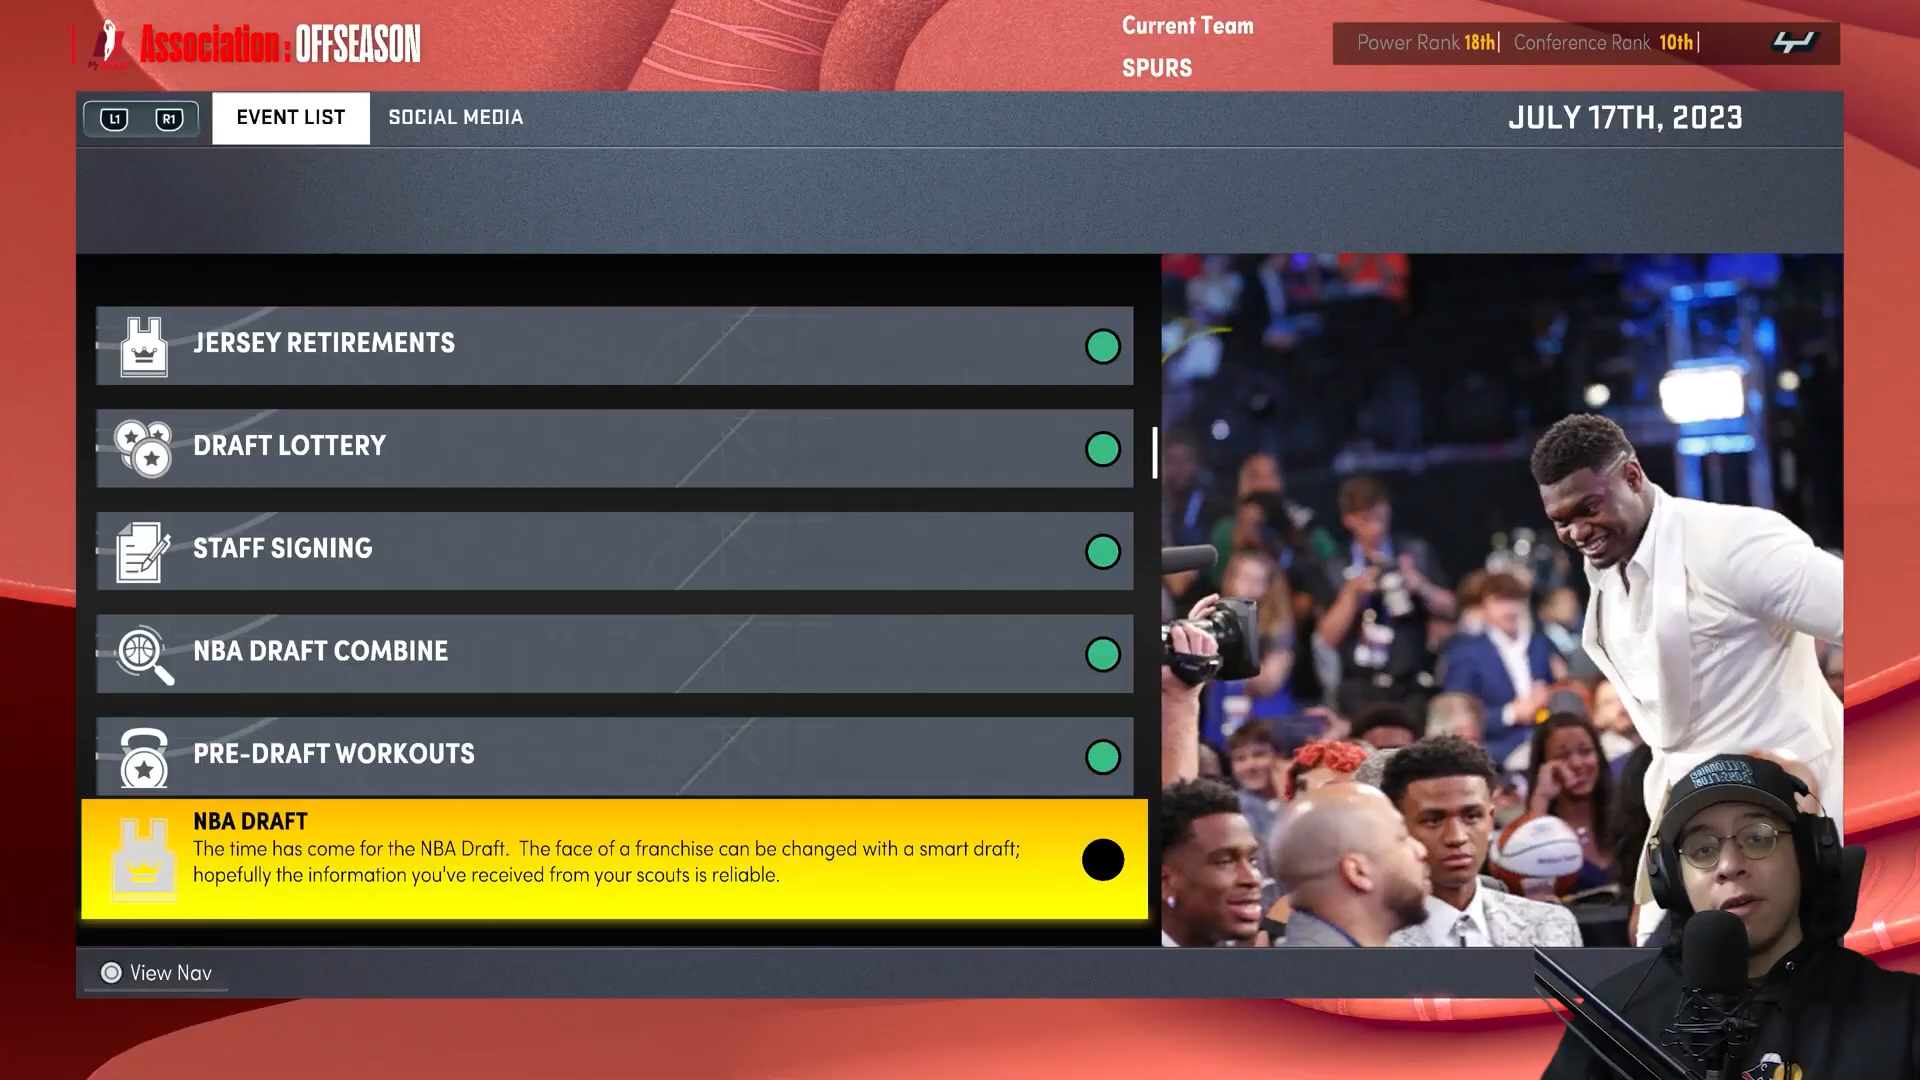 Association : OFFSEASON
Current Team
SPURS
Power Rank 18th| Conference Rank 10th|
L1 R1 EVENT LIST SOCIAL MEDIA
JULY 17TH, 2023
JERSEY RETIREMENTS
DRAFT LOTTERY
STAFF SIGNING
NBA DRAFT COMBINE
PRE-DRAFT WORKOUTS
NBA DRAFT
The time has come for the NBA Draft. The face of a franchise can be changed with a smart draft;
hopefully the information you've received from your scouts is reliable.
View Nav